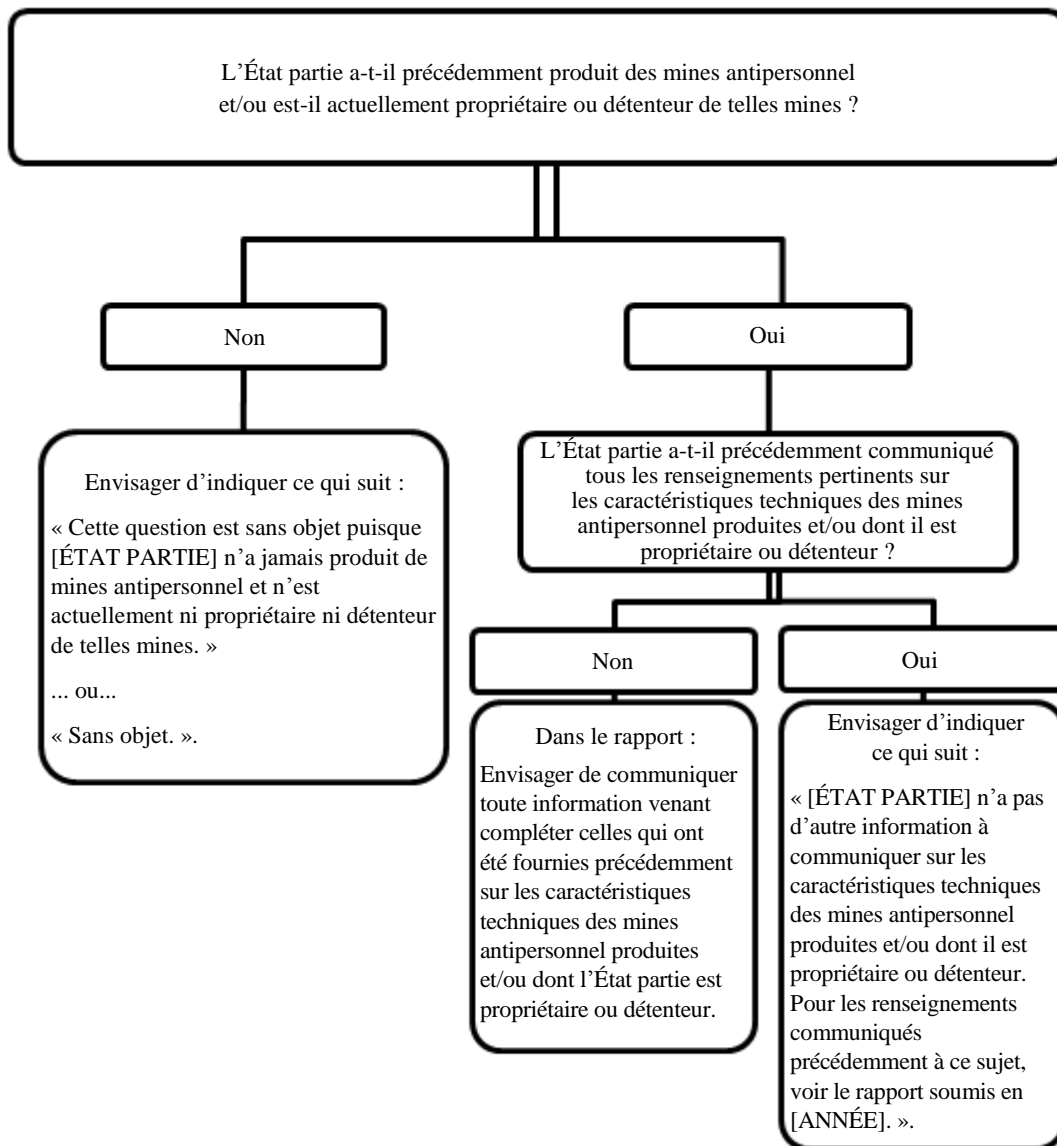 L’État partie a-t-il précédemment produit des mines antipersonnel
et/ou est-il actuellement propriétaire ou détenteur de telles mines ?
Non
Oui
Envisager d’indiquer ce qui suit :
« Cette question est sans objet puisque
[ÉTAT PARTIE] n’a jamais produit de
mines antipersonnel et n’est
actuellement ni propriétaire ni détenteur
de telles mines. »
... ou...
« Sans objet. ».
L’État partie a-t-il précédemment communiqué
tous les renseignements pertinents sur
les caractéristiques techniques des mines
antipersonnel produites et/ou dont il est
propriétaire ou détenteur ?
Non
Oui
Dans le rapport :
Envisager de communiquer
toute information venant
compléter celles qui ont
été fournies précédemment
sur les caractéristiques
techniques des mines
antipersonnel produites
et/ou dont l’État partie est
propriétaire ou détenteur.
Envisager d’indiquer
ce qui suit :
« [ÉTAT PARTIE] n’a pas
d’autre information à
communiquer sur les
caractéristiques techniques
des mines antipersonnel
produites et/ou dont il est
propriétaire ou détenteur.
Pour les renseignements
communiqués
précédemment à ce sujet,
voir le rapport soumis en
[ANNÉE]. ».